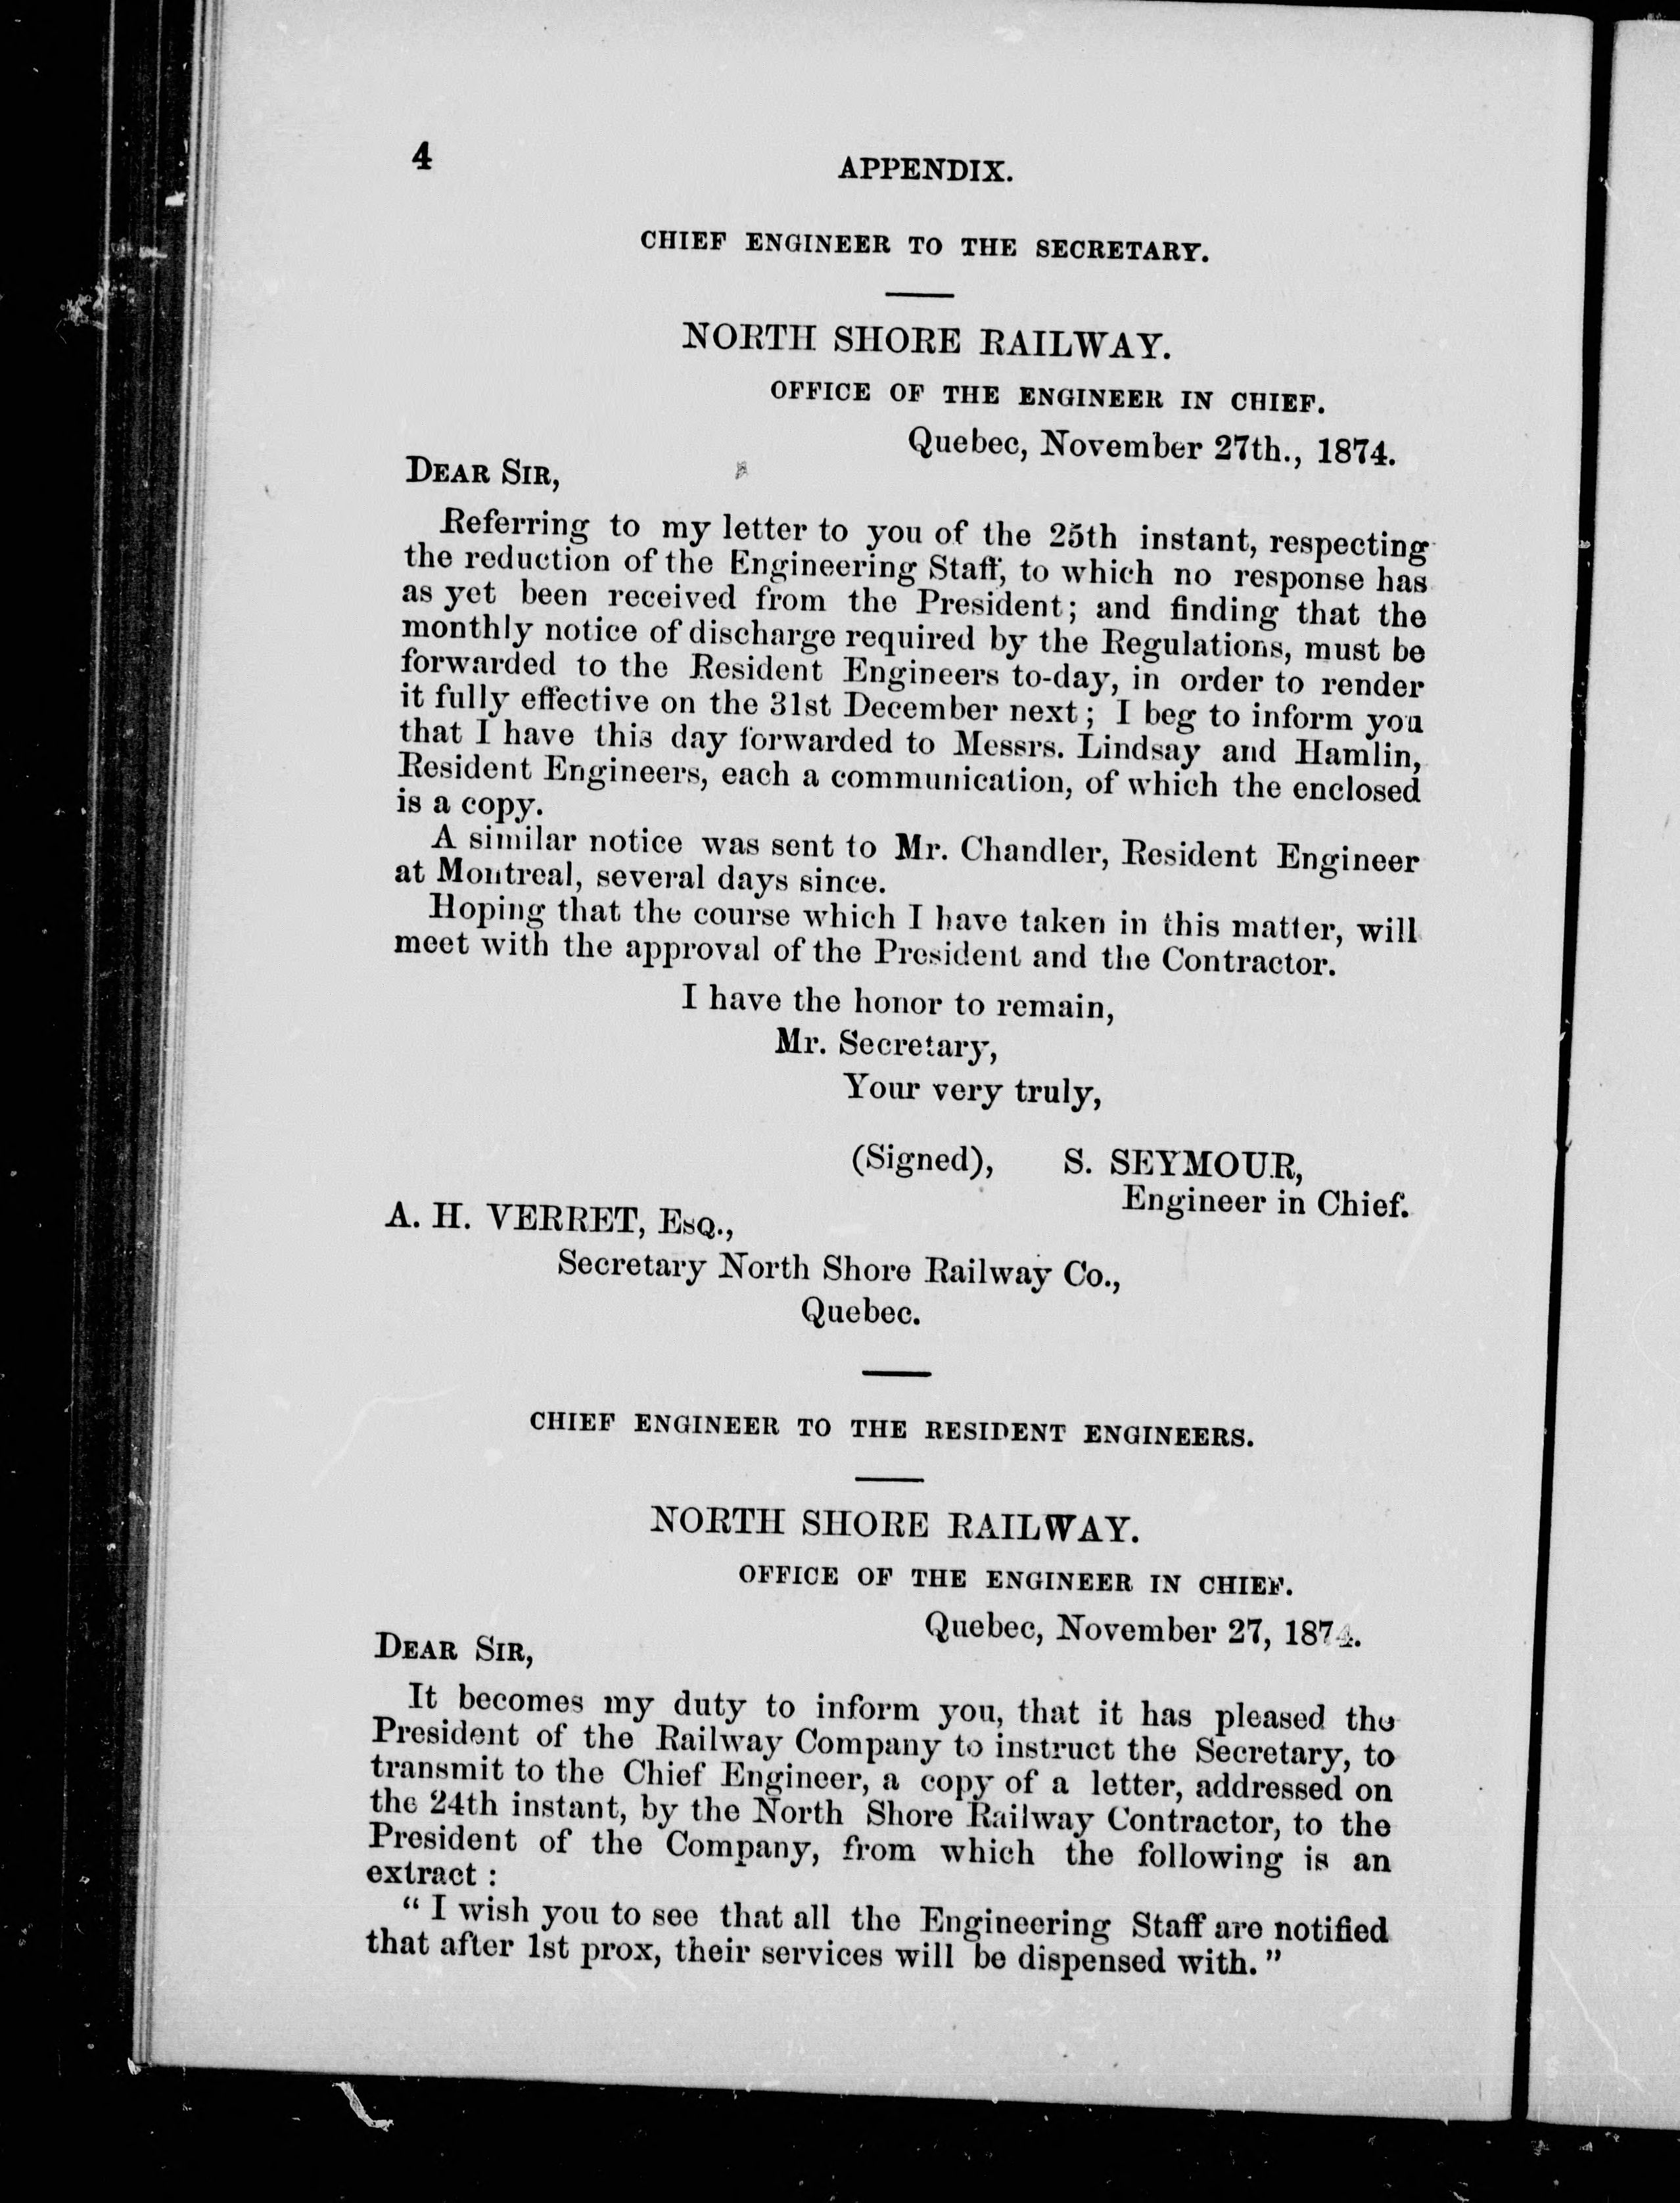 4
APPENDIX.
CHIEF ENGINEER TO THE SECRETARY.
NORTH SHORE RAILWAY.
OFFICE OF THE ENGINEER IN CHIEF.
Quebec, November 27th., 1874.
DEAR SIR,
Referring to my letter to you of the 25th instant, respecting
the reduction of the Engineering Staff, to which no response has
as yet been received from the President; and finding that the
monthly notice of discharge required by the Regulations, must be
forwarded to the Resident Engineers to-day, in order to render
it fully effective on the 31st December next; I beg to inform you
that I have this day forwarded to Messrs. Lindsay and Hamlin,
Resident Engineers, each a communication, of which the enclosed
is a copy.
A similar notice was sent to Mr. Chandler, Resident Engineer
at Montreal, several days since.
Hoping that the course which I have taken in this matter, will
meet with the approval of the President and the Contractor.
I have the honor to remain,
Mr. Secretary,
Your very truly,
(Signed), S. SEYMOUR,
Engineer in Chief.
A. H. VERRET, ESQ.,
Secretary North Shore Railway Co.,
Quebec.
CHIEF ENGINEER TO THE RESIDENT ENGINEERS.
NORTH SHORE RAILWAY.
OFFICE OF THE ENGINEER IN CHIEF.
Quebec, November 27, 1874.
DEAR SIR,
It becomes my duty to inform you, that it has pleased the
President of the Railway Company to instruct the Secretary, to
transmit to the Chief Engineer, a copy of a letter, addressed on
the 24th instant, by the North Shore Railway Contractor, to the
President of the Company, from which the following is an
extract :
" I wish you to see that all the Engineering Staff are notified
that after 1st prox, their services will be dispensed with. "